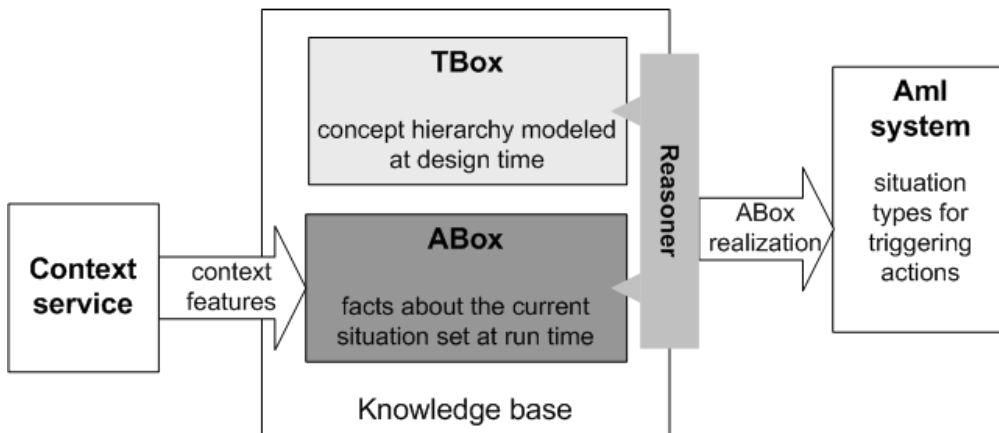 Context
service
context
features
TBox
concept hierarchy modeled
at design time
ABox
facts about the current
situation set at run time
Knowledge base
Reasoner
ABox
realization
AmI
system
situation
types for
triggering
actions